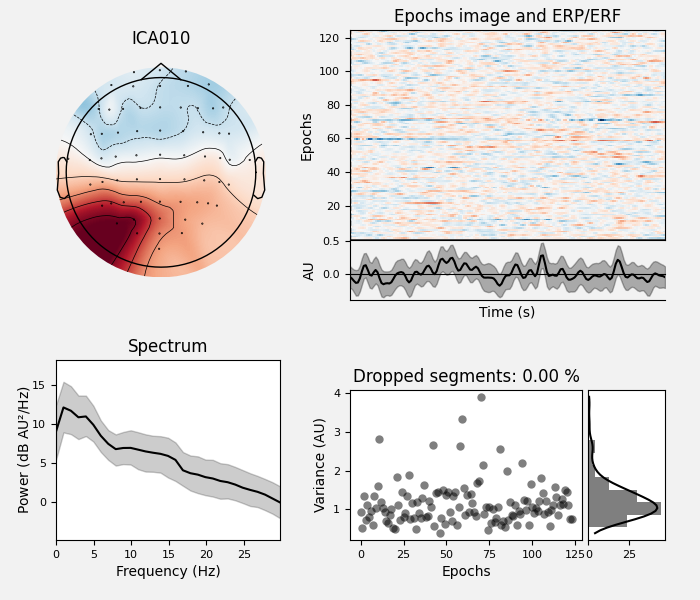 ICA010
Epochs image and ERP/ERF
Epochs
120
100
80
60
40
20
AU
0.5
0.0
Time (s)
Spectrum
Power (dB AU²/Hz)
15
10
5
0
0 5 10 15 20 25
Frequency (Hz)
Dropped segments: 0.00 %
Variance (AU)
4
3
2
1
0 25 50 75 100 125
Epochs
0 25